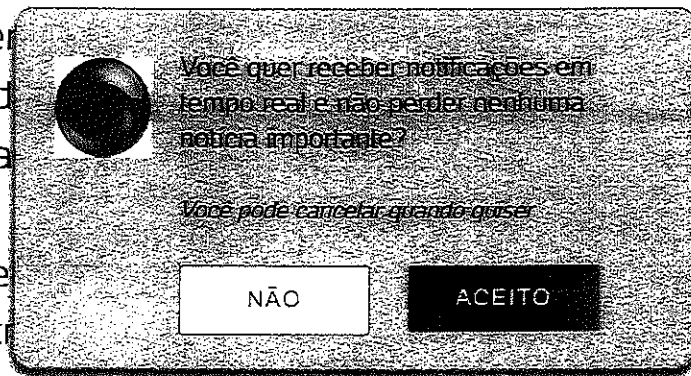 Você quer receber notificações em
tempo real e não perder nenhuma
notícia importante?
Você pode cancelar quando quiser
NÃO
ACEITO